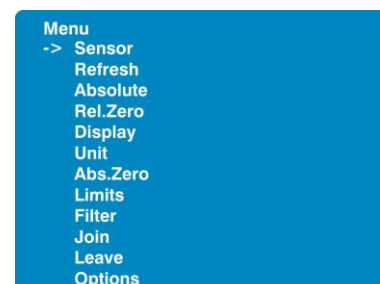 Menu
-> Sensor
Refresh
Absolute
Rel.Zero
Display
Unit
Abs.Zero
Limits
Filter
Join
Leave
Options